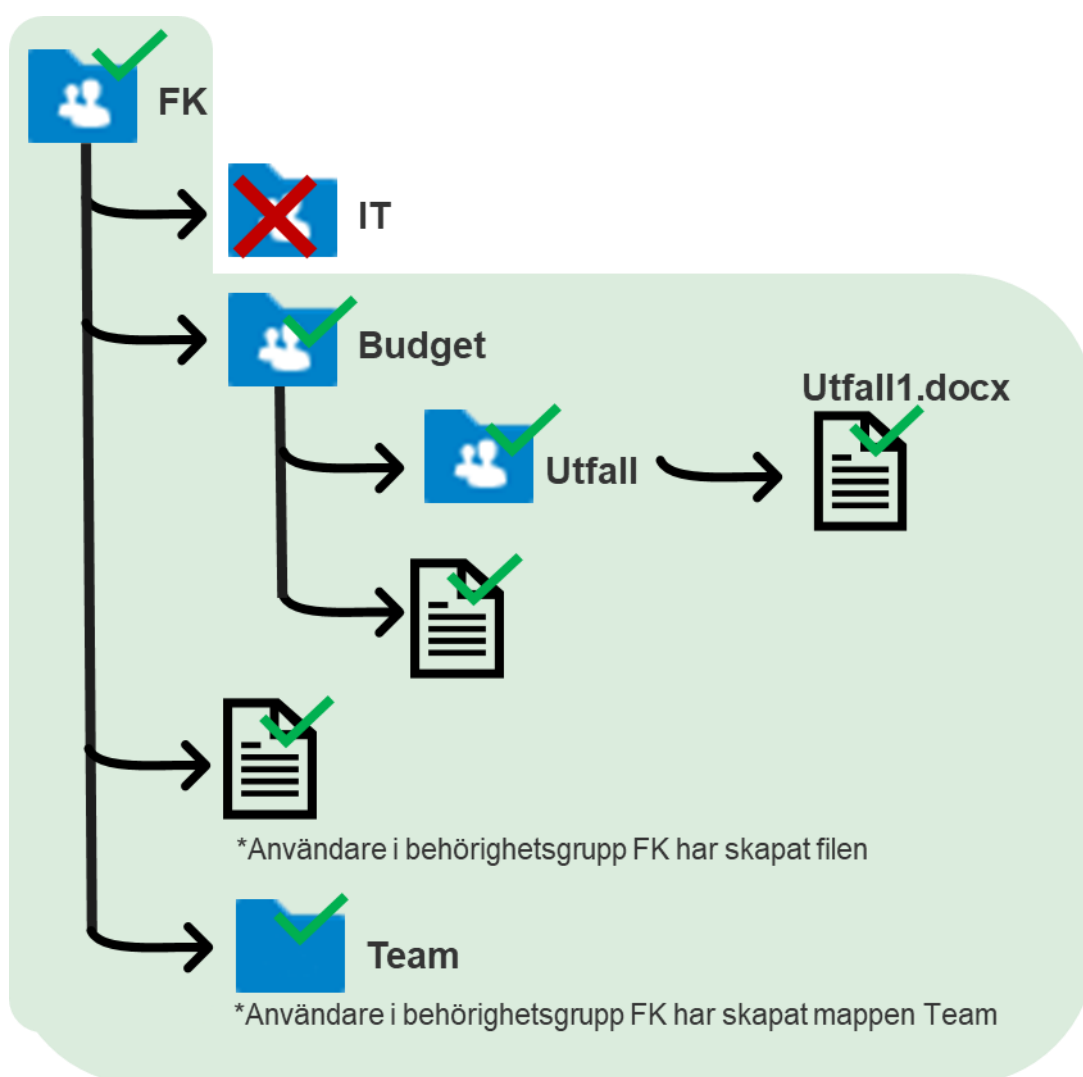 FK
IT
Budget
Utfall1.docx
Utfall
*Användare i behörighetsgrupp FK har skapat filen
Team
*Användare i behörighetsgrupp FK har skapat mappen Team